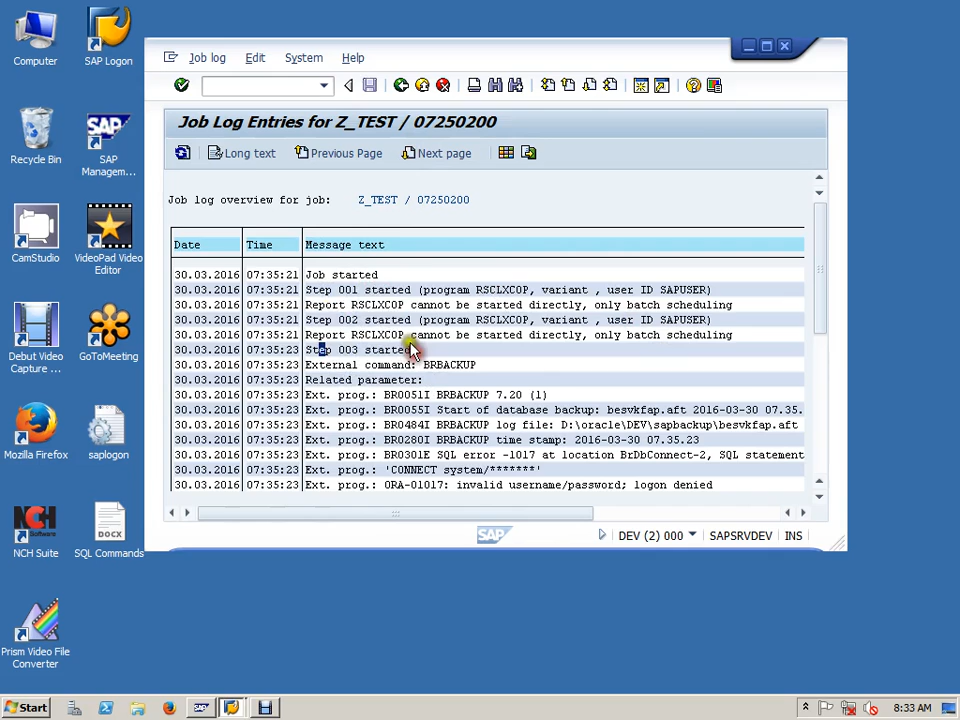 Computer
SAP Logon
Recycle Bin
SAP
Managem...
CamStudio
VideoPad Video
Editor
Debut Video
Capture ...
GoToMeeting
Mozilla Firefox
saplogon
NCH
Software
NCH Suite
DOCX
SQL Commands
Prism Video File
Converter
Job log Edit System Help
Job Log Entries for Z_TEST / 07250200
Long text Previous Page Next page
Job log overview for job: Z_TEST / 07250200
Date Time Message text
30.03.2016 07:35:21 Job started
30.03.2016 07:35:21 Step 001 started (program RSCLXCOP, variant , user ID SAPUSER)
30.03.2016 07:35:21 Report RSCLXCOP cannot be started directly, only batch scheduling
30.03.2016 07:35:21 Step 002 started (program RSCLXCOP, variant , user ID SAPUSER)
30.03.2016 07:35:21 Report RSCLXCOP cannot be started directly, only batch scheduling
30.03.2016 07:35:23 Step 003 started
30.03.2016 07:35:23 External command: BRBACKUP
30.03.2016 07:35:23 Related parameter:
30.03.2016 07:35:23 Ext. prog.: BR0051I BRBACKUP 7.20 (1)
30.03.2016 07:35:23 Ext. prog.: BR0055I Start of database backup: besvkfap.aft 2016-03-30 07.35.
30.03.2016 07:35:23 Ext. prog.: BR0484I BRBACKUP log file: D:\oracle\DEV\sapbackup\besvkfap.aft
30.03.2016 07:35:23 Ext. prog.: BR0280I BRBACKUP time stamp: 2016-03-30 07.35.23
30.03.2016 07:35:23 Ext. prog.: BR0301E SQL error -1017 at location BrDbConnect-2, SQL statement
30.03.2016 07:35:23 Ext. prog.: 'CONNECT system/*******'
30.03.2016 07:35:23 Ext. prog.: ORA-01017: invalid username/password; logon denied
SAP
DEV (2) 000 SAPSRVDEV INS
Start
SAP
8:33 AM